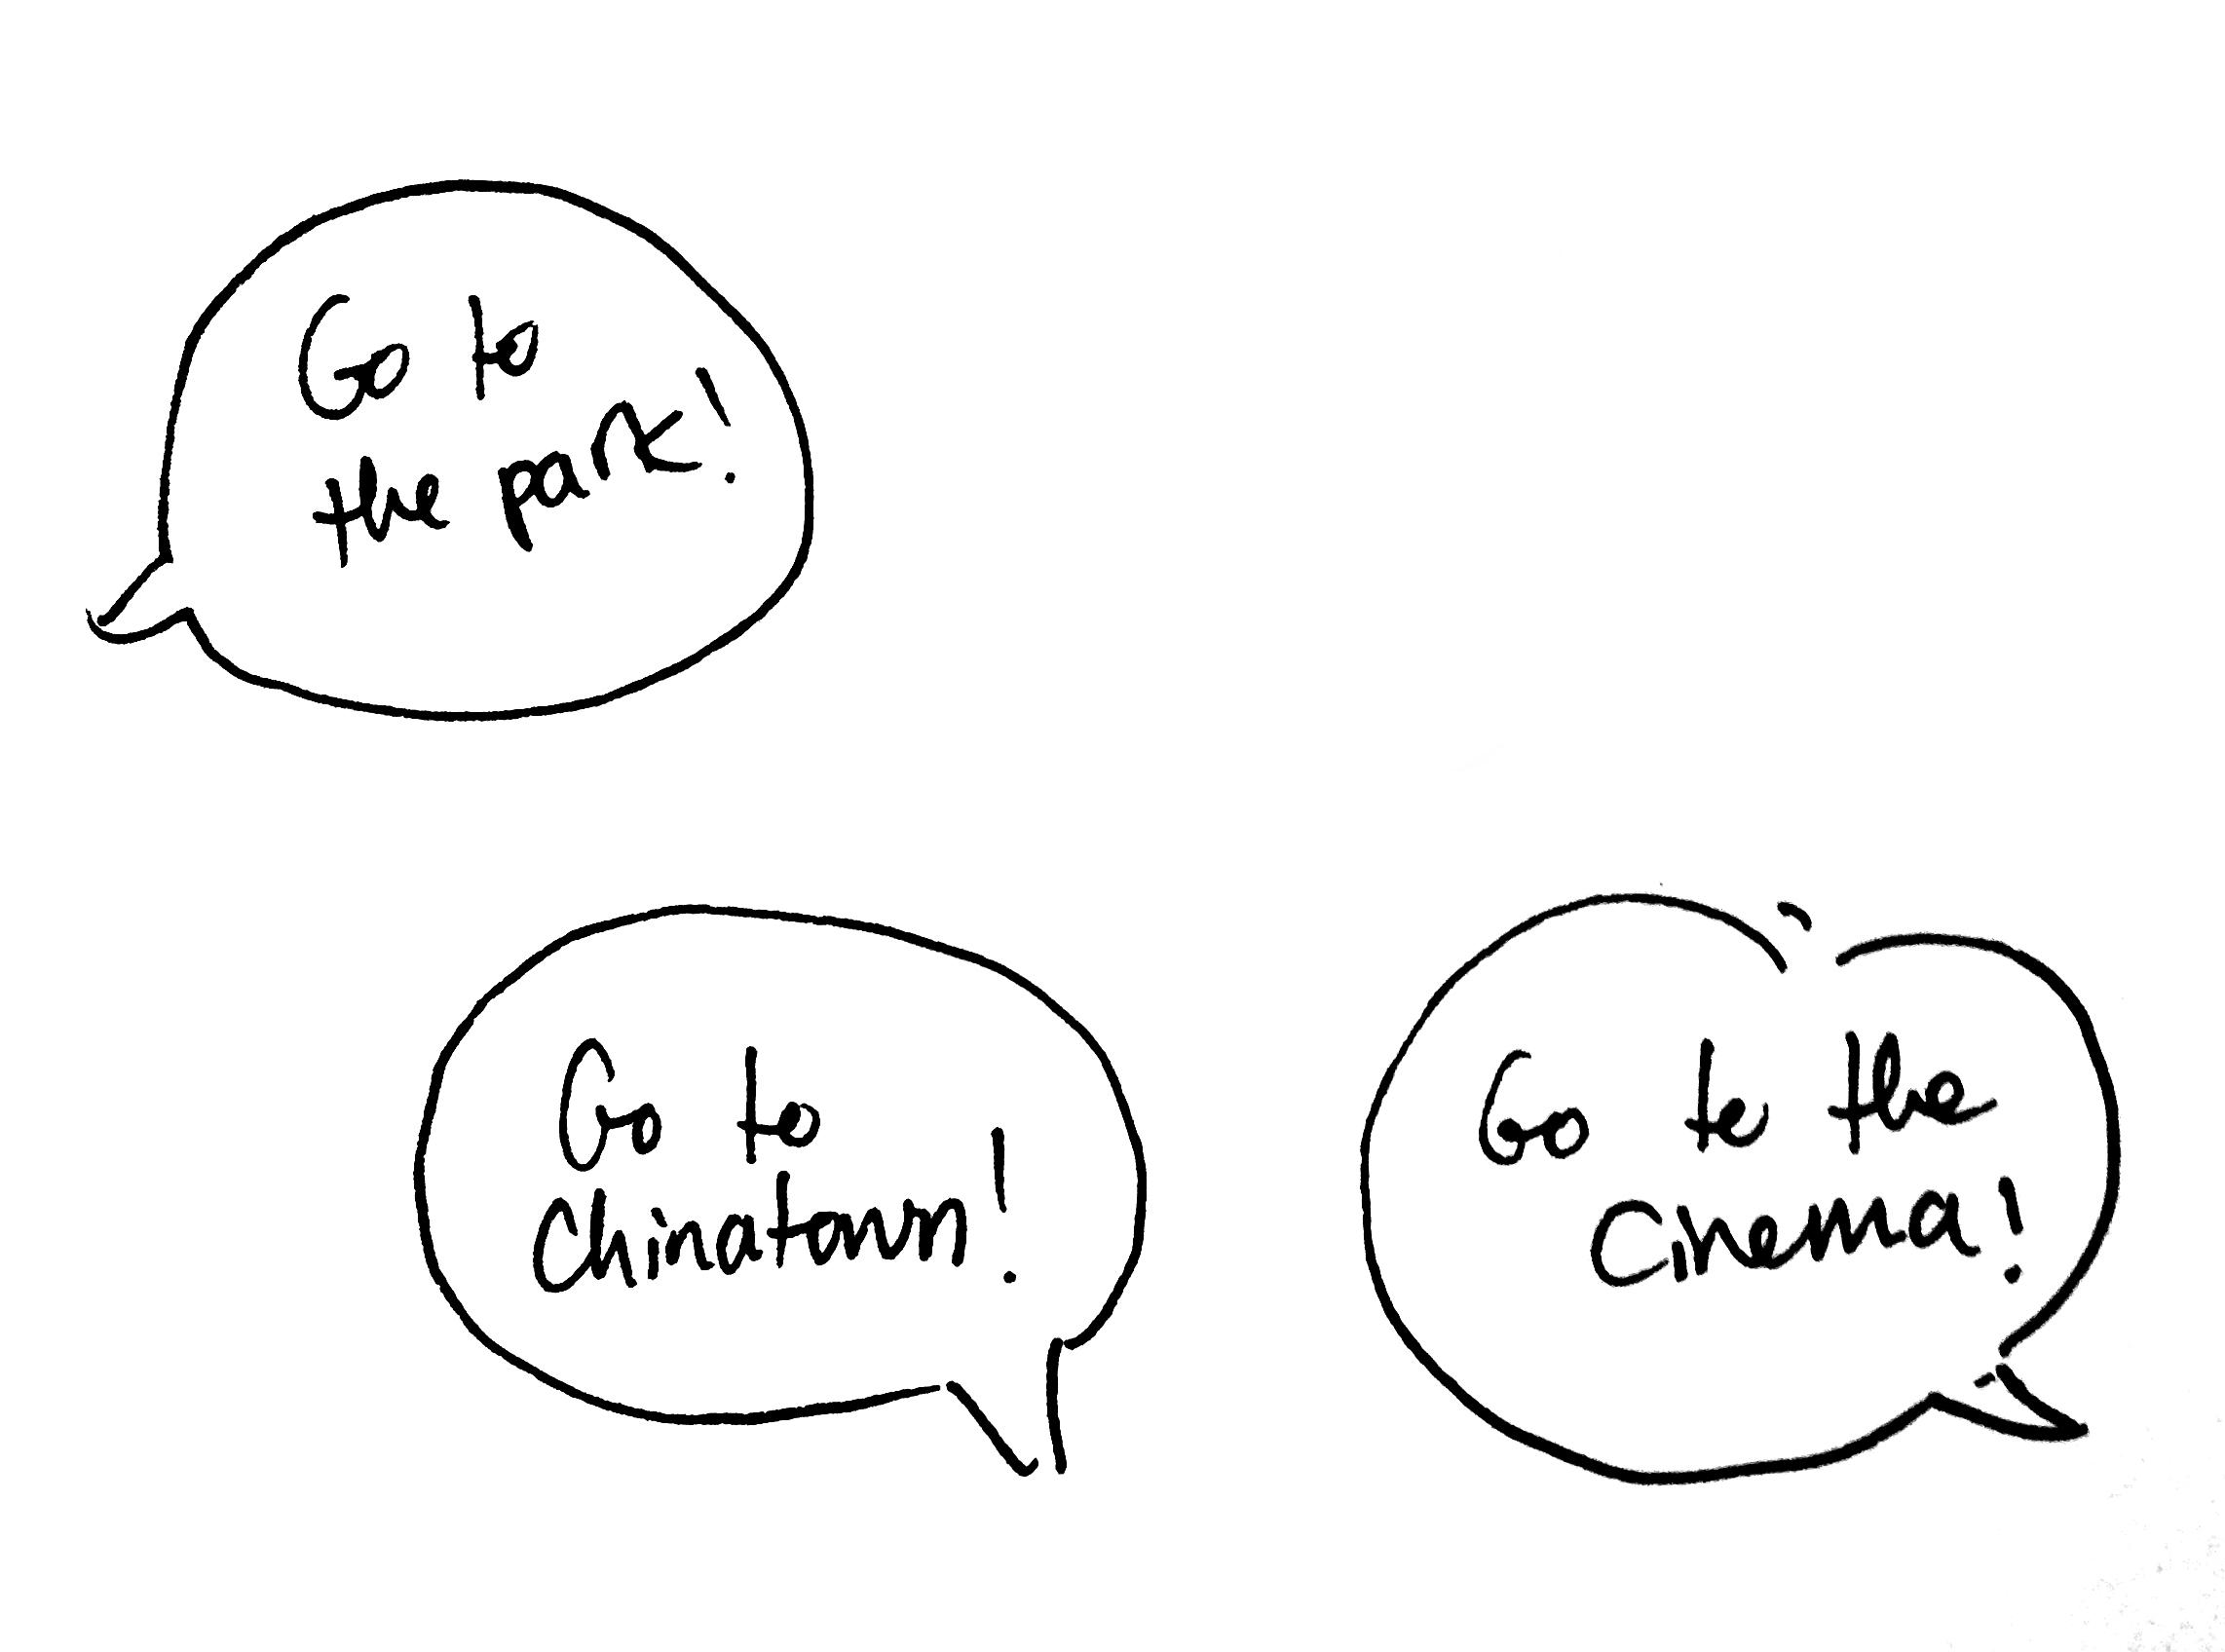 Go to
the park!
Go to
Chinatown!
Go to the
cinema!